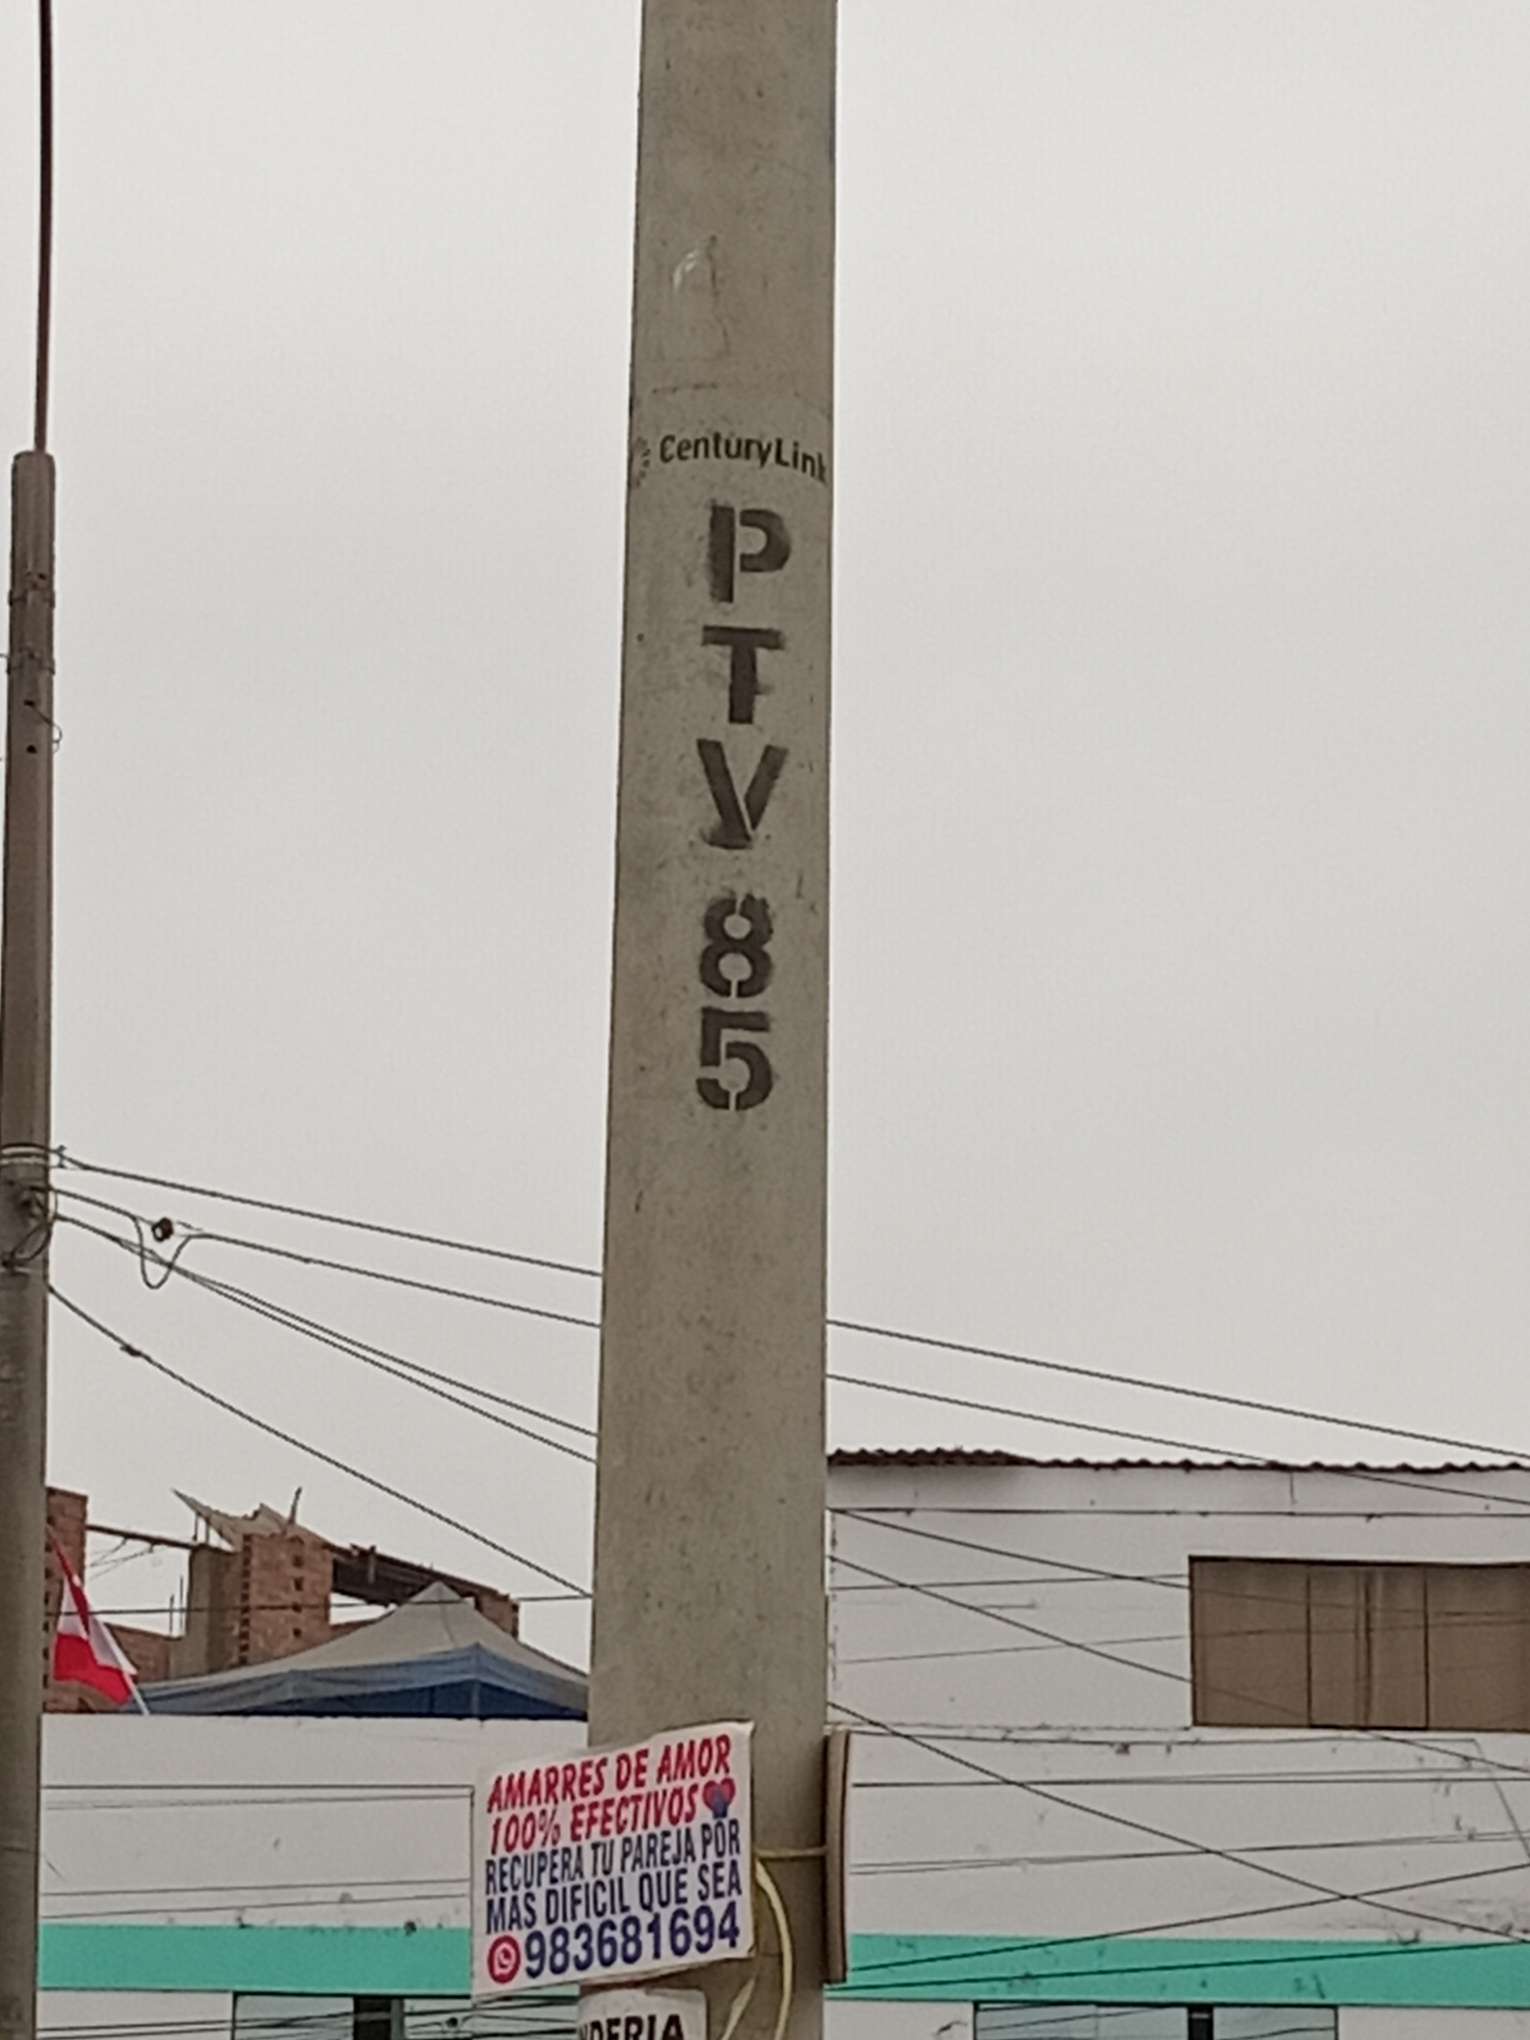 CenturyLink
P
T
Y
8
5
AMARRES DE AMOR
100% EFECTIVOS
RECUPERA TU PAREJA POR
MAS DIFICIL QUE SEA
983681694